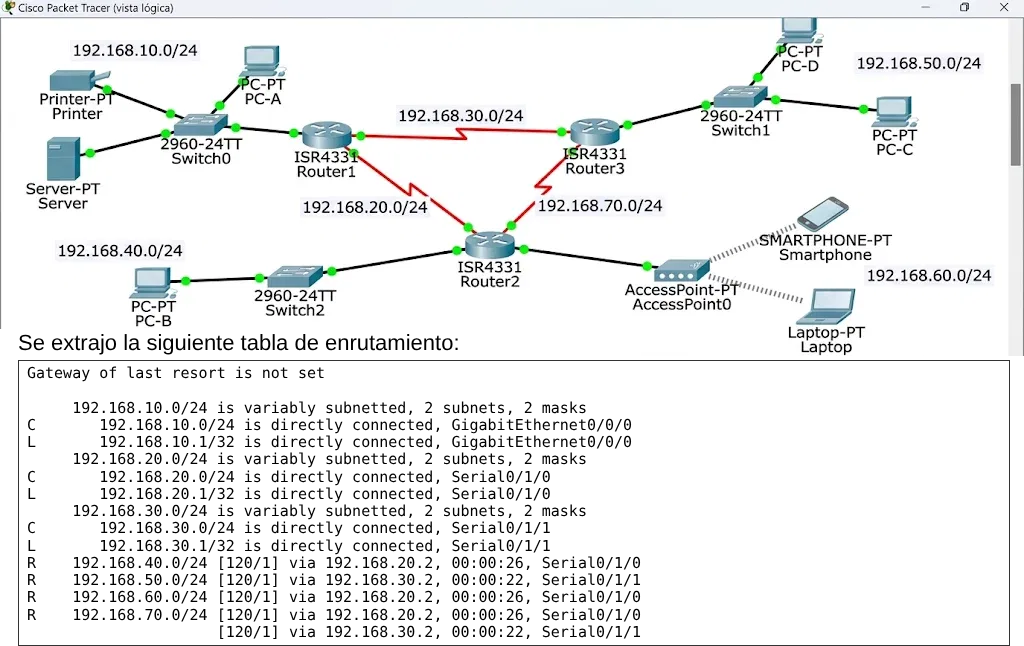 Cisco Packet Tracer (vista lógica)
192.168.10.0/24
PC-PT
PC-A
Printer-PT
Printer
2960-24TT
Switch0
Server-PT
Server
192.168.30.0/24
ISR4331
Router1
ISR4331
Router3
PC-PT
PC-D
192.168.50.0/24
2960-24TT
Switch1
PC-PT
PC-C
192.168.20.0/24
192.168.70.0/24
192.168.40.0/24
PC-PT
PC-B
2960-24TT
Switch2
ISR4331
Router2
SMARTPHONE-PT
Smartphone
192.168.60.0/24
AccessPoint-PT
AccessPoint0
Laptop-PT
Laptop
Se extrajo la siguiente tabla de enrutamiento:
Gateway of last resort is not set
192.168.10.0/24 is variably subnetted, 2 subnets, 2 masks
C 192.168.10.0/24 is directly connected, GigabitEthernet0/0/0
L 192.168.10.1/32 is directly connected, GigabitEthernet0/0/0
192.168.20.0/24 is variably subnetted, 2 subnets, 2 masks
C 192.168.20.0/24 is directly connected, Serial0/1/0
L 192.168.20.1/32 is directly connected, Serial0/1/0
192.168.30.0/24 is variably subnetted, 2 subnets, 2 masks
C 192.168.30.0/24 is directly connected, Serial0/1/1
L 192.168.30.1/32 is directly connected, Serial0/1/1
R 192.168.40.0/24 [120/1] via 192.168.20.2, 00:00:26, Serial0/1/0
R 192.168.50.0/24 [120/1] via 192.168.30.2, 00:00:22, Serial0/1/1
R 192.168.60.0/24 [120/1] via 192.168.20.2, 00:00:26, Serial0/1/0
R 192.168.70.0/24 [120/1] via 192.168.20.2, 00:00:26, Serial0/1/0
[120/1] via 192.168.30.2, 00:00:22, Serial0/1/1